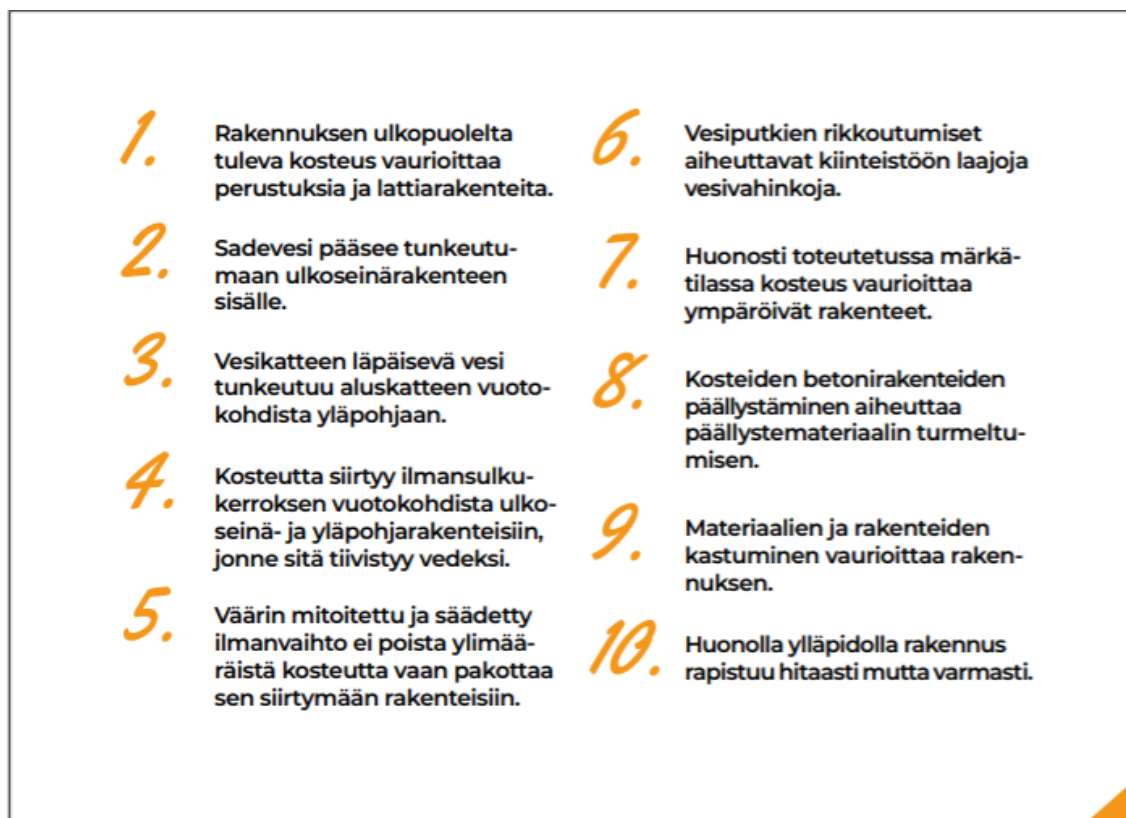 1.
Rakennuksen ulkopuolelta
tuleva kosteus vaurioittaa
perustuksia ja lattiarakenteita.
2.
Sadevesi pääsee tunkeutu-
maan ulkoseinärakenteen
sisälle.
3.
Vesikatteen läpäisevä vesi
tunkeutuu aluskatteen vuoto-
kohdista yläpohjaan.
4.
Kosteutta siirtyy ilmansulku-
kerroksen vuotokohdista ulko-
seinä- ja yläpohjarakenteisiin,
jonne sitä tiivistyy vedeksi.
5.
Väärin mitoitettu ja säädetty
ilmanvaihto ei poista ylimää-
räistä kosteutta vaan pakottaa
sen siirtymään rakenteisiin.
6.
Vesiputkien rikkoutumiset
aiheuttavat kiinteistöön laajoja
vesivahinkoja.
7.
Huonosti toteutetussa märkä-
tilassa kosteus vaurioittaa
ympäröivät rakenteet.
8.
Kosteiden betonirakenteiden
päällystäminen aiheuttaa
päällystemateriaalin turmeltu-
misen.
9.
Materiaalien ja rakenteiden
kastuminen vaurioittaa raken-
nuksen.
10.
Huonolla ylläpidolla rakennus
rapistuu hitaasti mutta varmasti.